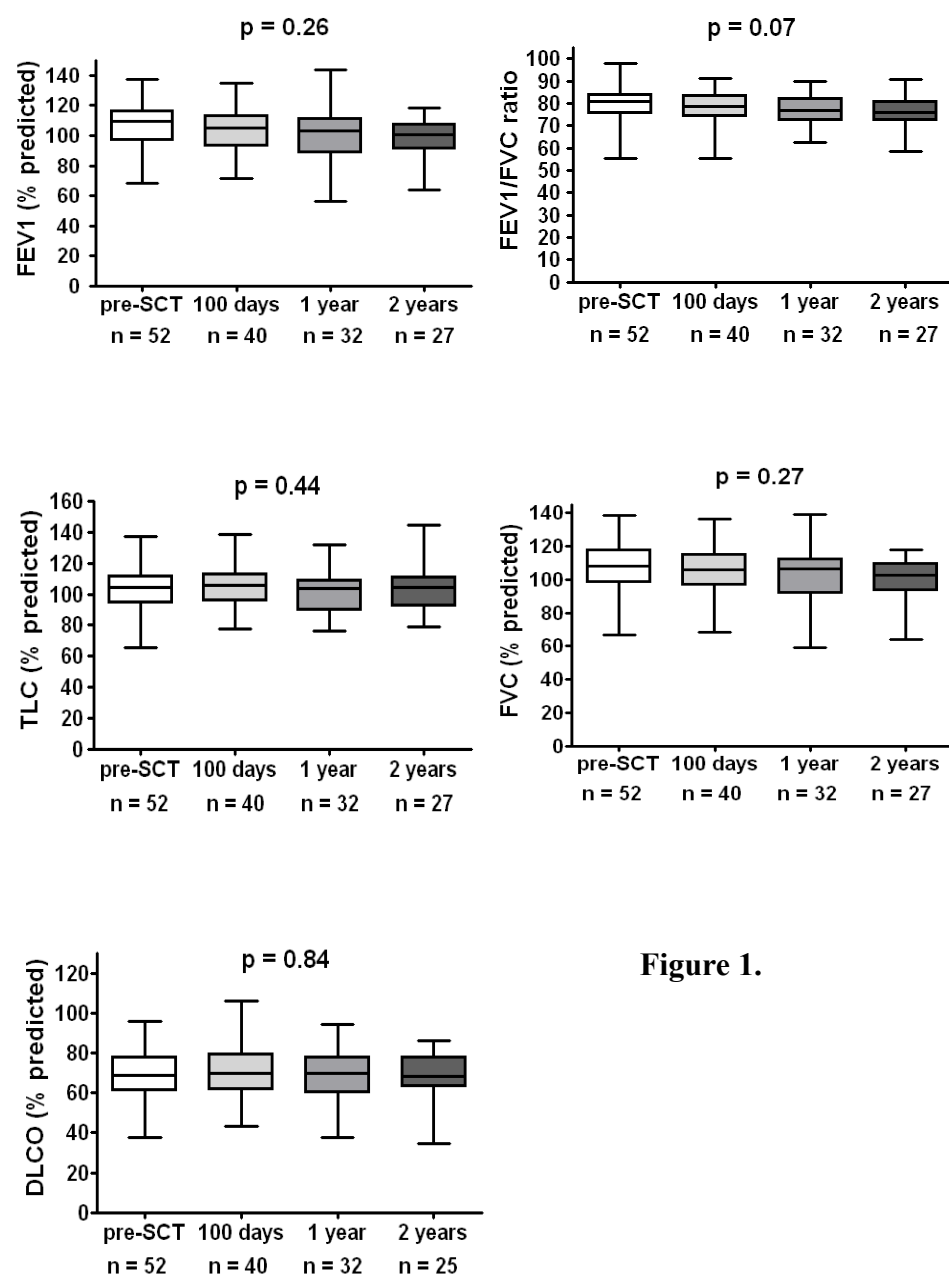 p = 0.26
FEV1 (% predicted)
140
120
100
80
60
40
20
0
pre-SCT 100 days 1 year 2 years
n = 52 n = 40 n = 32 n = 27
p = 0.07
FEV1/FVC ratio
100
90
80
70
60
50
40
30
20
10
0
pre-SCT 100 days 1 year 2 years
n = 52 n = 40 n = 32 n = 27
p = 0.44
TLC (% predicted)
160
140
120
100
80
60
40
20
0
pre-SCT 100 days 1 year 2 years
n = 52 n = 40 n = 32 n = 27
p = 0.27
FVC (% predicted)
140
120
100
80
60
40
20
0
pre-SCT 100 days 1 year 2 years
n = 52 n = 40 n = 32 n = 27
p = 0.84
DLCO (% predicted)
120
100
80
60
40
20
0
pre-SCT 100 days 1 year 2 years
n = 52 n = 40 n = 32 n = 25
Figure 1.